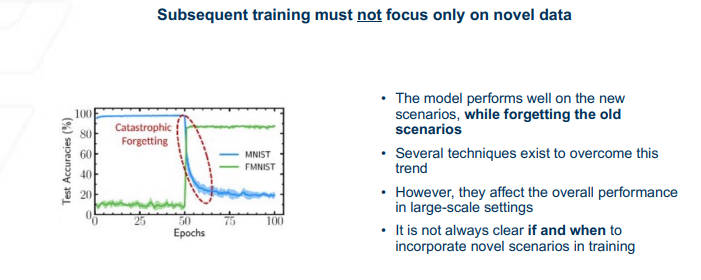 Subsequent training must not focus only on novel data
100
80
60
40
20
0
Test Accuracies (%)
Catastrophic
Forgetting
MNIST
FMNIST
0
25
50
75
100
Epochs
• The model performs well on the new
scenarios, while forgetting the old
scenarios
• Several techniques exist to overcome this
trend
• However, they affect the overall performance
in large-scale settings
• It is not always clear if and when to
incorporate novel scenarios in training